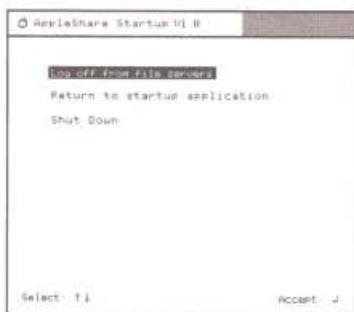 AppleShare Startup V1.0
Log off from file servers
Return to startup application
Shut Down
Select: ↑↓
Accept: ↲